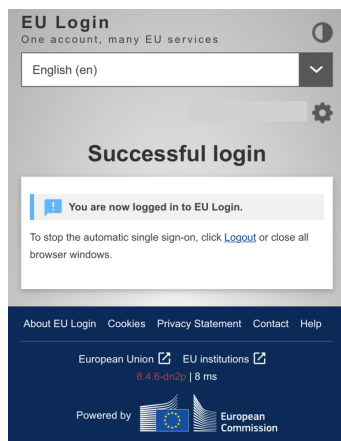 EU Login
One account, many EU services
English (en)
Successful login
You are now logged in to EU Login.
To stop the automatic single sign-on, click Logout or close all
browser windows.
About EU Login Cookies Privacy Statement Contact Help
European Union EU institutions
8.4.6-dn2p | 8 ms
Powered by European
Commission